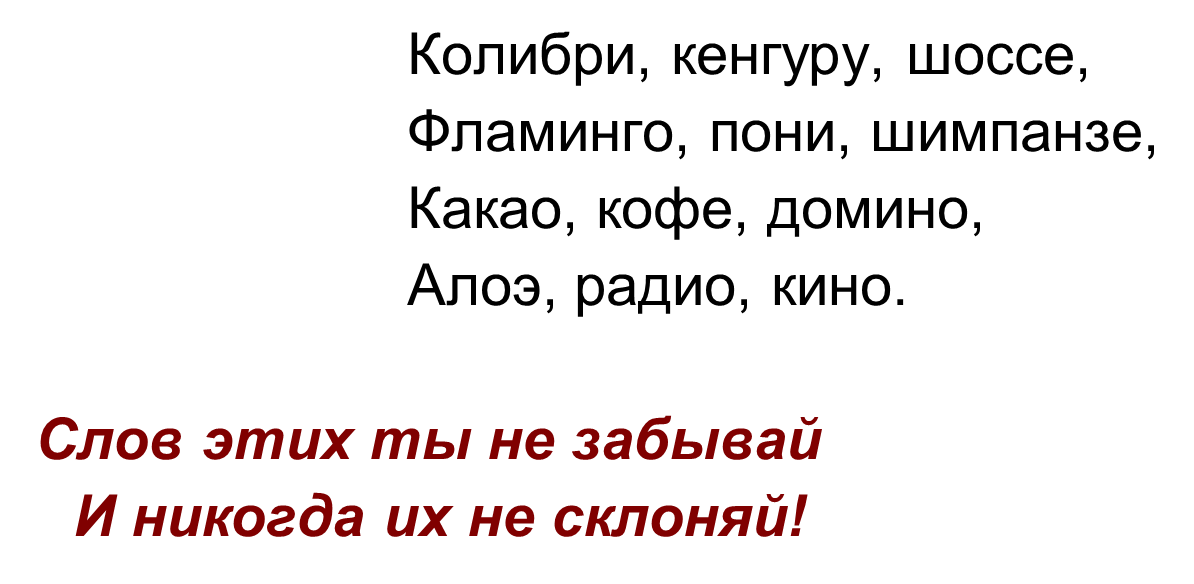 Колибри, кенгуру, шоссе,
Фламинго, пони, шимпанзе,
Какао, кофе, домино,
Алоэ, радио, кино.
Слов этих ты не забывай
И никогда их не склоняй!